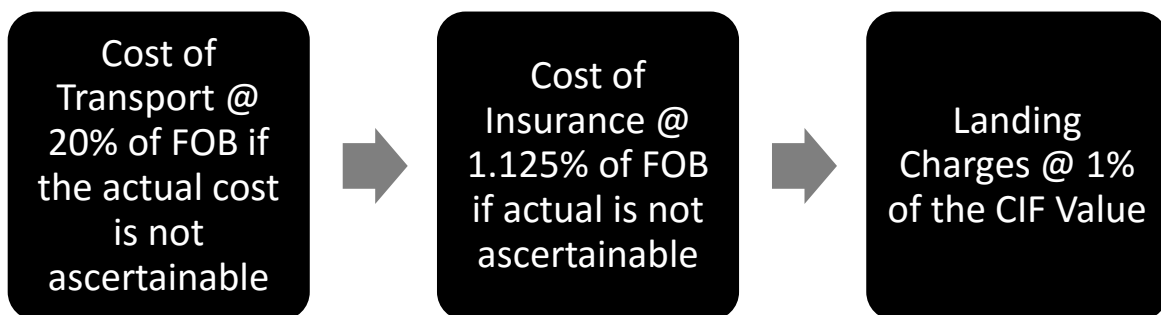 Cost of
Transport @
20% of FOB if
the actual cost
is not
ascertainable
Cost of
Insurance @
1.125% of FOB
if actual is not
ascertainable
Landing
Charges @ 1%
of the CIF Value